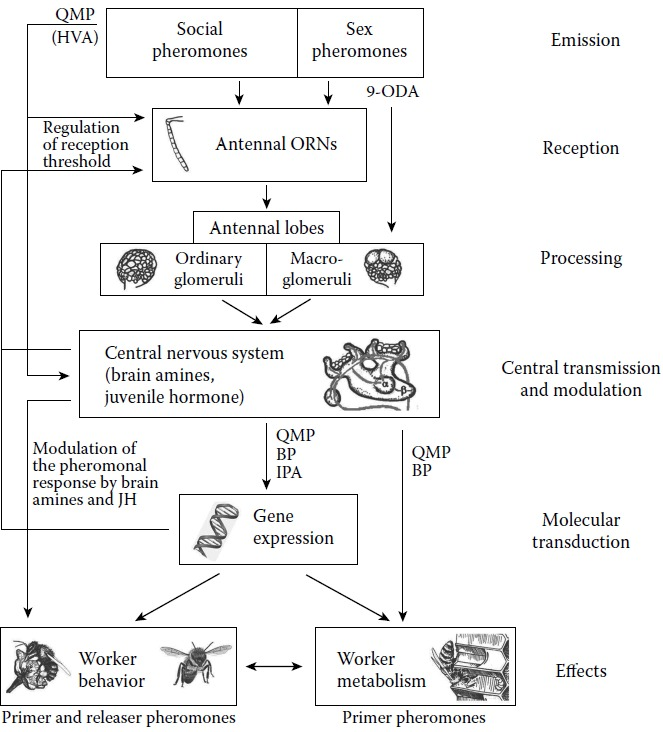 QMP
(HVA)
Social
pheromones
Sex
pheromones
Emission
9-ODA
Regulation
of reception
threshold
Antennal ORNs
Reception
Antennal lobes
Ordinary
glomeruli
Macro-
glomeruli
Processing
Central nervous system
(brain amines,
juvenile hormone)
α
β
Central transmission
and modulation
Modulation of
the pheromonal
response by brain
amines and JH
QMP
BP
IPA
QMP
BP
Gene
expression
Molecular
transduction
Worker
behavior
Worker
metabolism
Effects
Primer and releaser pheromones
Primer pheromones